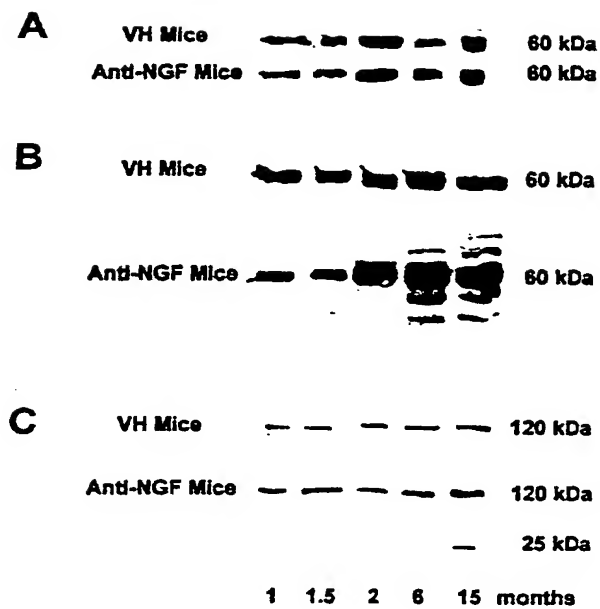 A
VH Mice 60 kDa
Anti-NGF Mice 60 kDa
B
VH Mice 60 kDa
Anti-NGF Mice 60 kDa
C
VH Mice 120 kDa
Anti-NGF Mice 120 kDa
25 kDa
1 1.5 2 6 15 months